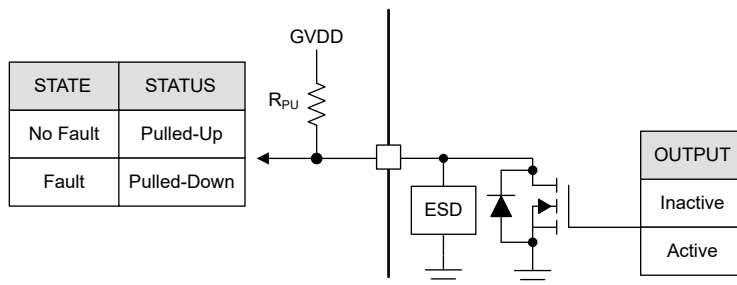 GVDD
R_PU
STATE STATUS
No Fault Pulled-Up
Fault Pulled-Down
ESD
OUTPUT
Inactive
Active